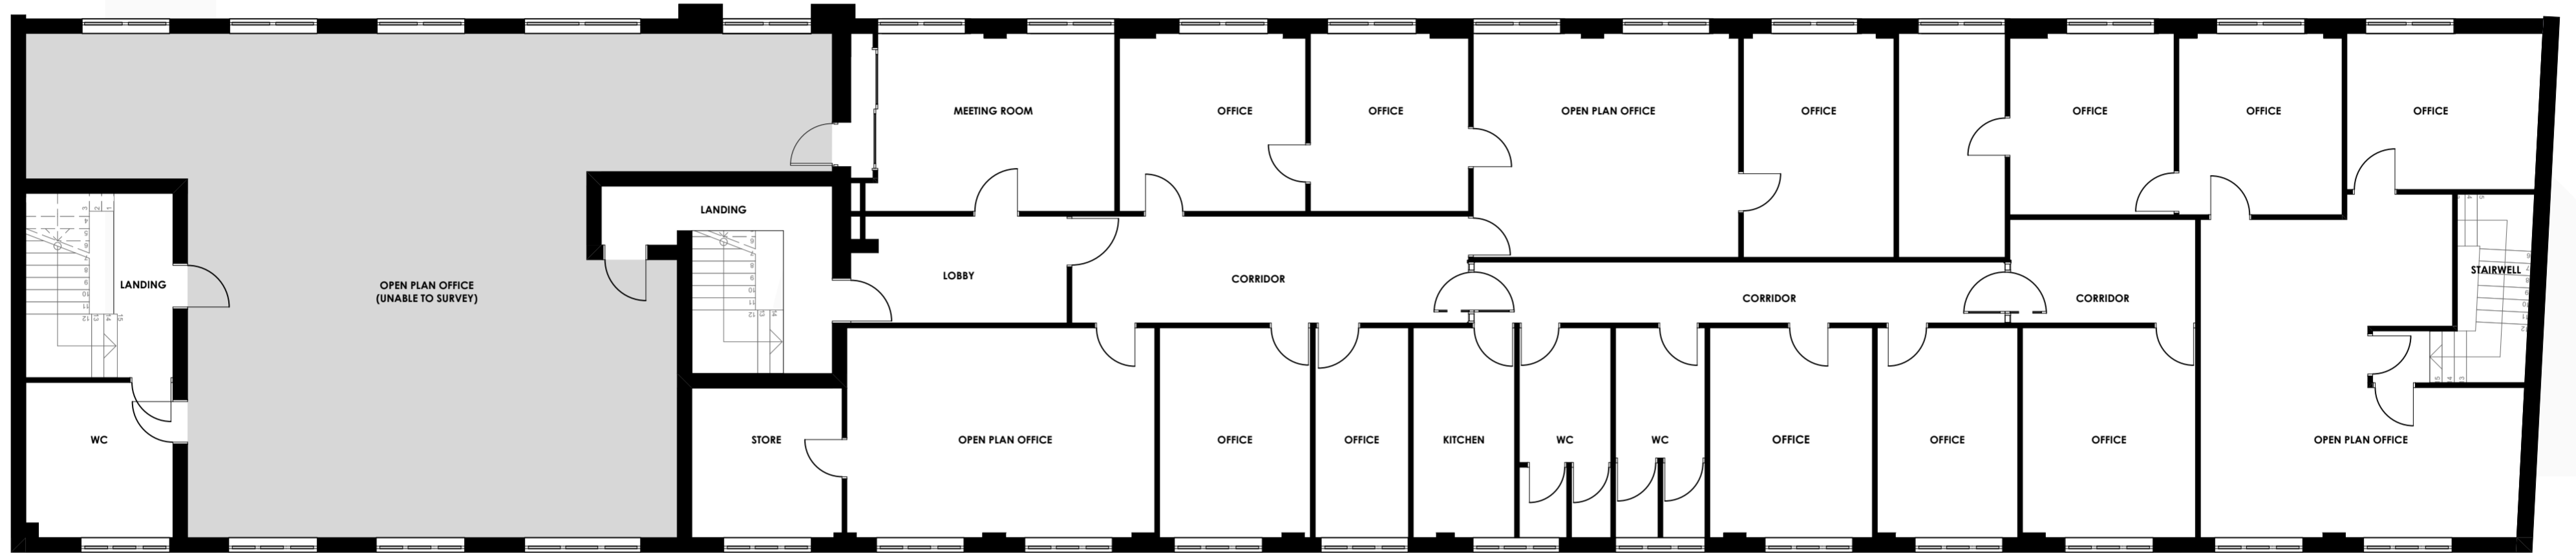 MEETING ROOM
OFFICE
OFFICE
OPEN PLAN OFFICE
OFFICE
OFFICE
OFFICE
OFFICE
LANDING
LANDING
OPEN PLAN OFFICE
(UNABLE TO SURVEY)
LOBBY
CORRIDOR
CORRIDOR
CORRIDOR
STAIRWELL
WC
STORE
OPEN PLAN OFFICE
OFFICE
OFFICE
KITCHEN
WC
WC
OFFICE
OFFICE
OFFICE
OPEN PLAN OFFICE